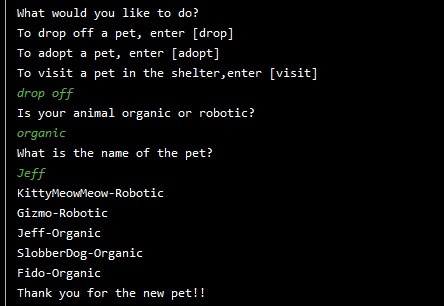 What would you like to do?
To drop off a pet, enter [drop]
To adopt a pet, enter [adopt]
To visit a pet in the shelter,enter [visit]
drop off
Is your animal organic or robotic?
organic
What is the name of the pet?
Jeff
KittyMeowMeow-Robotic
Gizmo-Robotic
Jeff-Organic
SlobberDog-Organic
Fido-Organic
Thank you for the new pet!!